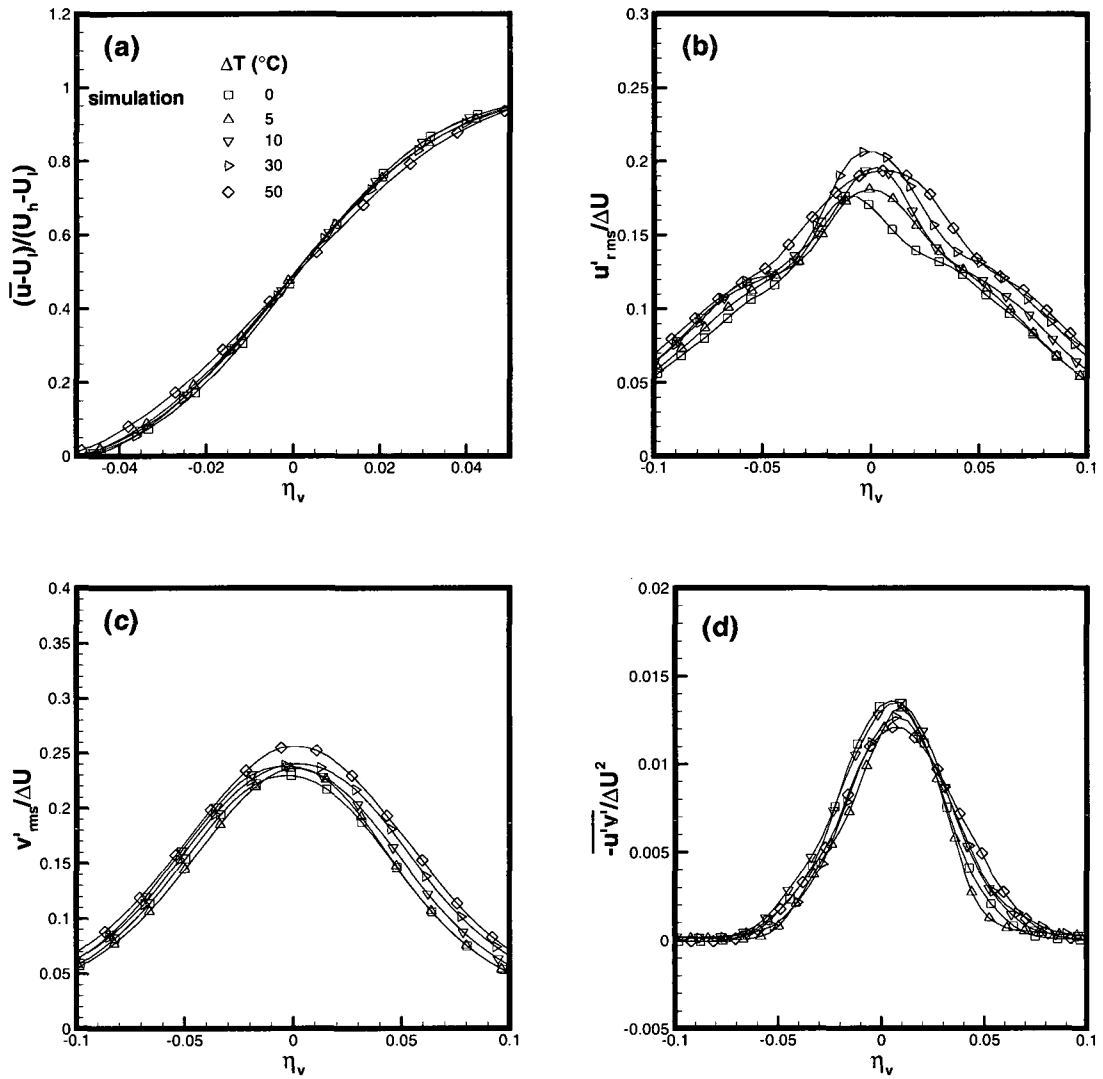 (a)
ΔT (°C)
simulation
0
5
10
30
50
(u̅-U_l)/(U_h-U_l)
1.2
1
0.8
0.6
0.4
0.2
0
-0.04 -0.02 0 0.02 0.04
η_v
(b)
u'_rms/ΔU
0.3
0.25
0.2
0.15
0.1
0.05
0
-0.1 -0.05 0 0.05 0.1
η_v
(c)
v'_rms/ΔU
0.4
0.35
0.3
0.25
0.2
0.15
0.1
0.05
0
-0.1 -0.05 0 0.05 0.1
η_v
(d)
-u'v'/ΔU²
0.02
0.015
0.01
0.005
0
-0.005
-0.1 -0.05 0 0.05 0.1
η_v